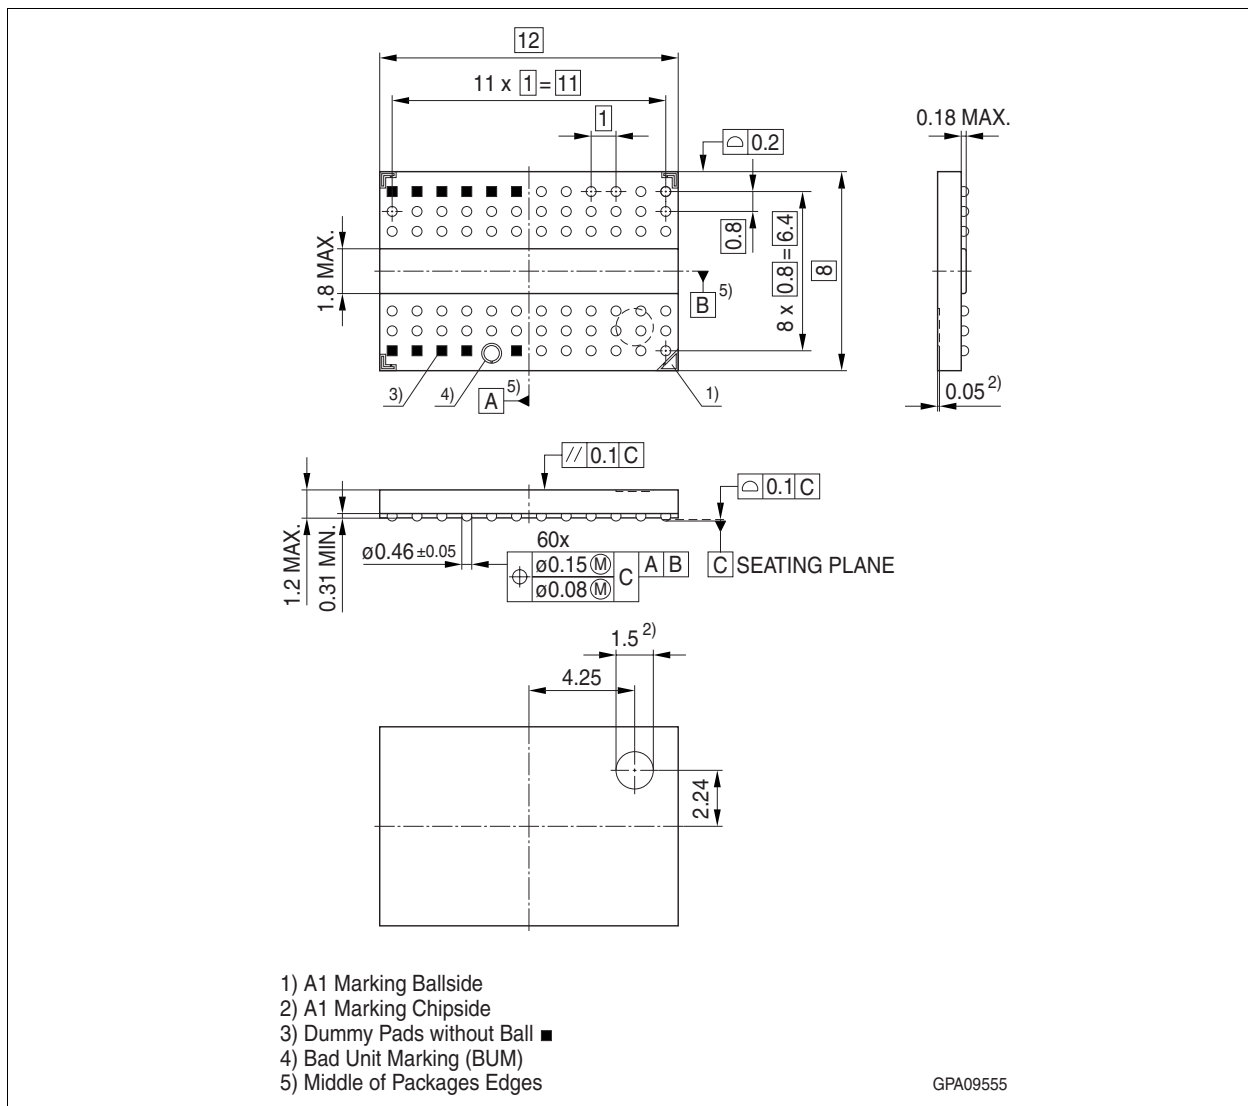 12
11 x 1 = 11
1
0.18 MAX.
⌓ 0.2
0.8
8 x 0.8 = 6.4
8
1.8 MAX.
B 5)
3)
4)
A 5)
1)
0.05 2)
// 0.1 C
⌓ 0.1 C
1.2 MAX.
0.31 MIN.
ø0.46 ±0.05
60x
⌖ ø0.15 Ⓜ C A B
ø0.08 Ⓜ
C SEATING PLANE
1.5 2)
4.25
2.24
1) A1 Marking Ballside
2) A1 Marking Chipside
3) Dummy Pads without Ball ■
4) Bad Unit Marking (BUM)
5) Middle of Packages Edges
GPA09555